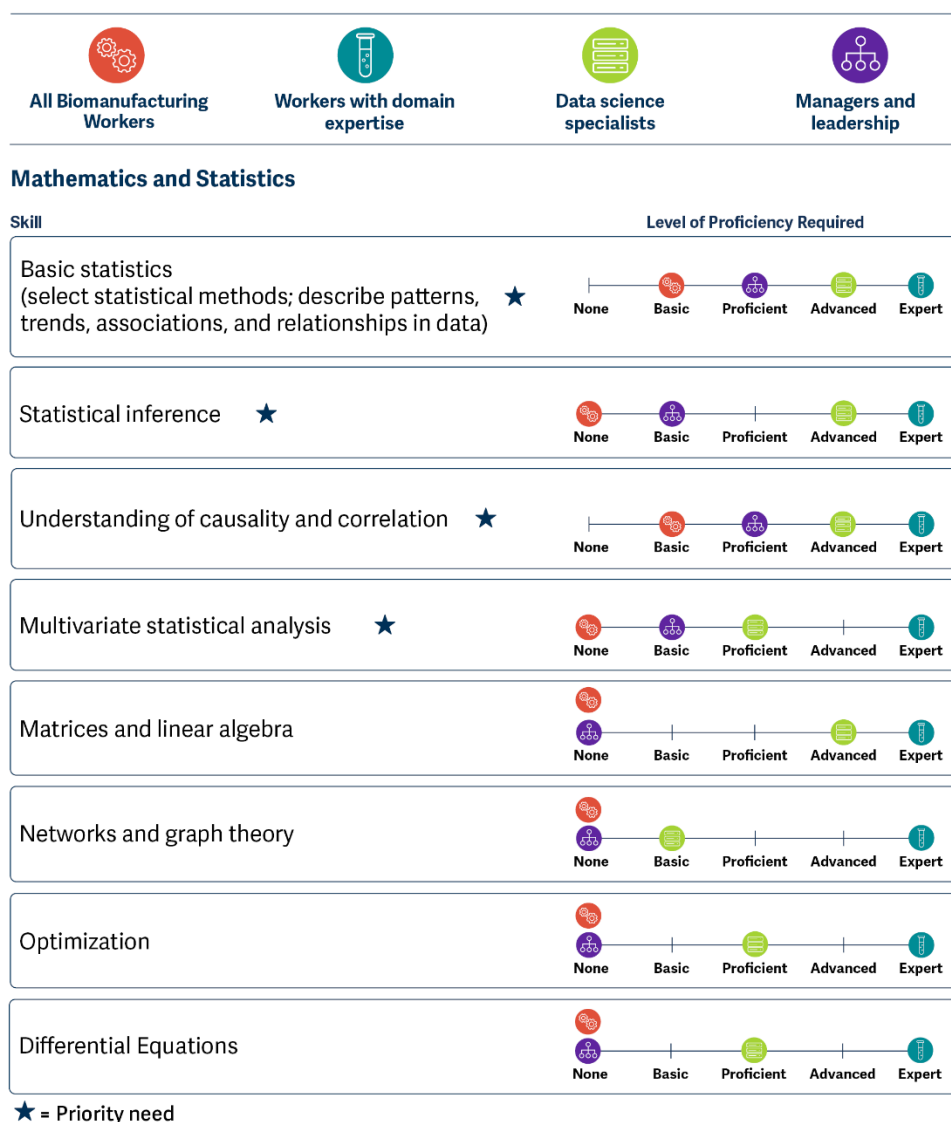 All Biomanufacturing
Workers
Workers with domain
expertise
Data science
specialists
Managers and
leadership
Mathematics and Statistics
Skill
Level of Proficiency Required
Basic statistics
(select statistical methods; describe patterns,
trends, associations, and relationships in data) ★
None Basic Proficient Advanced Expert
Statistical inference ★
None Basic Proficient Advanced Expert
Understanding of causality and correlation ★
None Basic Proficient Advanced Expert
Multivariate statistical analysis ★
None Basic Proficient Advanced Expert
Matrices and linear algebra
None Basic Proficient Advanced Expert
Networks and graph theory
None Basic Proficient Advanced Expert
Optimization
None Basic Proficient Advanced Expert
Differential Equations
None Basic Proficient Advanced Expert
★ = Priority need